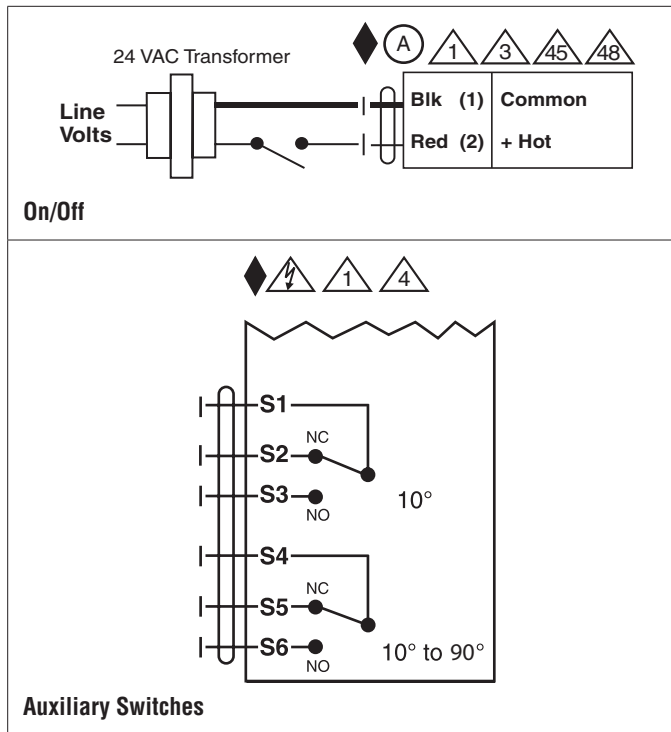 24 VAC Transformer
A 1 3 45 48
Line
Volts
Blk (1) Common
Red (2) + Hot
On/Off
1 4
S1
NC
S2
S3
NO
10°
S4
NC
S5
S6
NO
10° to 90°
Auxiliary Switches